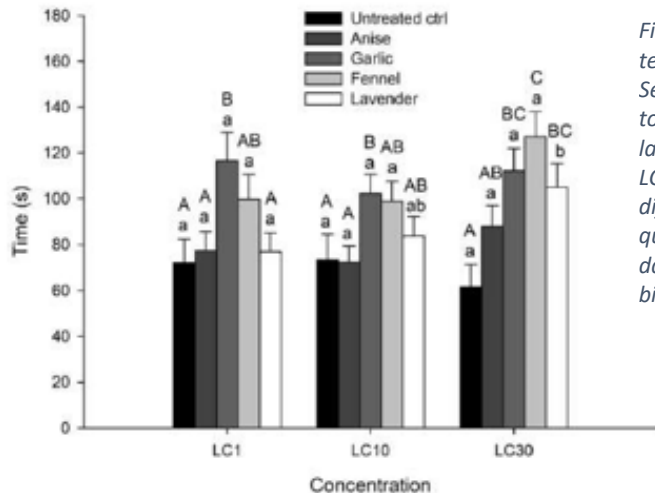 Untreated ctrl
Anise
Garlic
Fennel
Lavender
Time (s)
180
160
140
120
100
80
60
40
20
0
A
a
A
a
B
a
AB
a
A
a
A
a
A
a
B
a
AB
a
AB
ab
A
a
AB
a
BC
a
C
a
BC
b
LC1 LC10 LC30
Concentration
Fi
te
Se
to
la
LC
di
qu
da
bi